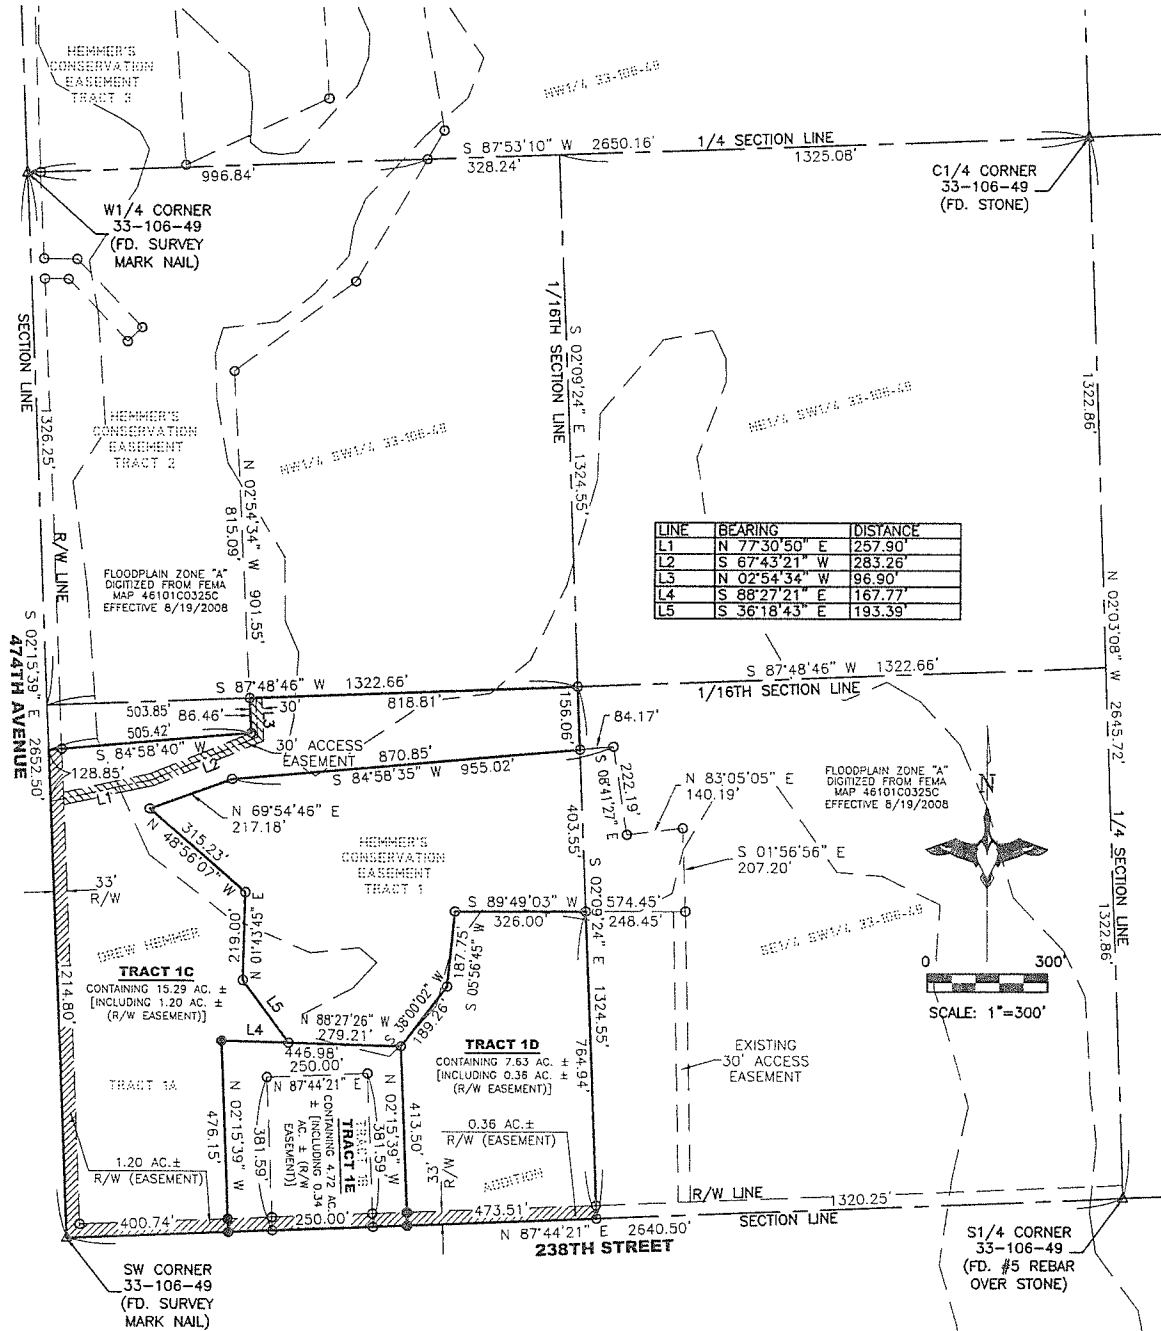 HEMMER'S
CONSERVATION
EASEMENT
TRACT 3
NW1/4 33-106-49
S 87°53'10" W 2650.16'
1/4 SECTION LINE
996.84'
328.24'
1325.08'
W1/4 CORNER
33-106-49
(FD. SURVEY
MARK NAIL)
C1/4 CORNER
33-106-49
(FD. STONE)
SECTION LINE
1326.25'
R/W LINE
1/16TH SECTION LINE
S 02°09'24" E 1324.55'
1322.86'
HEMMER'S
CONSERVATION
EASEMENT
TRACT 2
NW1/4 SW1/4 33-106-49
NE1/4 SW1/4 33-106-49
N 02°54'34" W 901.55'
815.09'
FLOODPLAIN ZONE "A"
DIGITIZED FROM FEMA
MAP 46101C0325C
EFFECTIVE 8/19/2008
LINE BEARING DISTANCE
L1 N 77°30'50" E 257.90'
L2 S 67°43'21" W 283.26'
L3 N 02°54'34" W 96.90'
L4 S 88°27'21" E 167.77'
L5 S 36°18'43" E 193.39'
N 02°03'08" W 2645.72'
S 02°15'39" E 2652.50'
474TH AVENUE
S 87°48'46" W 1322.66'
S 87°48'46" W 1322.66'
1/16TH SECTION LINE
503.85'
86.46'
30'
L3
818.81'
156.06'
84.17'
505.42'
S 84°58'40" W
128.85'
L1
L2
30' ACCESS
EASEMENT
870.85'
S 84°58'35" W 955.02'
S 08°41'27" E
222.19'
N 83°05'05" E
140.19'
FLOODPLAIN ZONE "A"
DIGITIZED FROM FEMA
MAP 46101C0325C
EFFECTIVE 8/19/2008
N
N 69°54'46" E
217.18'
315.23'
N 48°56'07" W
403.55'
HEMMER'S
CONSERVATION
EASEMENT
TRACT 1
S 01°56'56" E
207.20'
1/4 SECTION LINE
1322.86'
33'
R/W
S 89°49'03" W 574.45'
326.00'
248.45'
S 02°09'24" E 1324.55'
SE1/4 SW1/4 33-106-49
219.00'
N 01°43'45" E
187.75'
S 05°56'45" W
DREW HEMMER
TRACT 1C
CONTAINING 15.29 AC. ±
[INCLUDING 1.20 AC. ±
(R/W EASEMENT)]
1214.80'
L5
0 300'
SCALE: 1"=300'
L4
N 88°27'26" W
279.21'
S 38°00'02" W
189.26'
446.98'
TRACT 1D
CONTAINING 7.63 AC. ±
[INCLUDING 0.36 AC. ±
(R/W EASEMENT)]
764.94'
EXISTING
30' ACCESS
EASEMENT
TRACT 1A
250.00'
N 87°44'21" E
476.15'
N 02°15'39" W
381.59'
TRACT 1B
TRACT 1E
CONTAINING 4.72 AC.
± [INCLUDING 0.34
AC. ± (R/W
EASEMENT)]
381.59'
N 02°15'39" W
413.50'
0.36 AC.±
R/W (EASEMENT)
1.20 AC.±
R/W (EASEMENT)
33'
R/W
ADDITION
R/W LINE
1320.25'
400.74'
250.00'
473.51'
SECTION LINE
N 87°44'21" E 2640.50'
238TH STREET
SW CORNER
33-106-49
(FD. SURVEY
MARK NAIL)
S1/4 CORNER
33-106-49
(FD. #5 REBAR
OVER STONE)